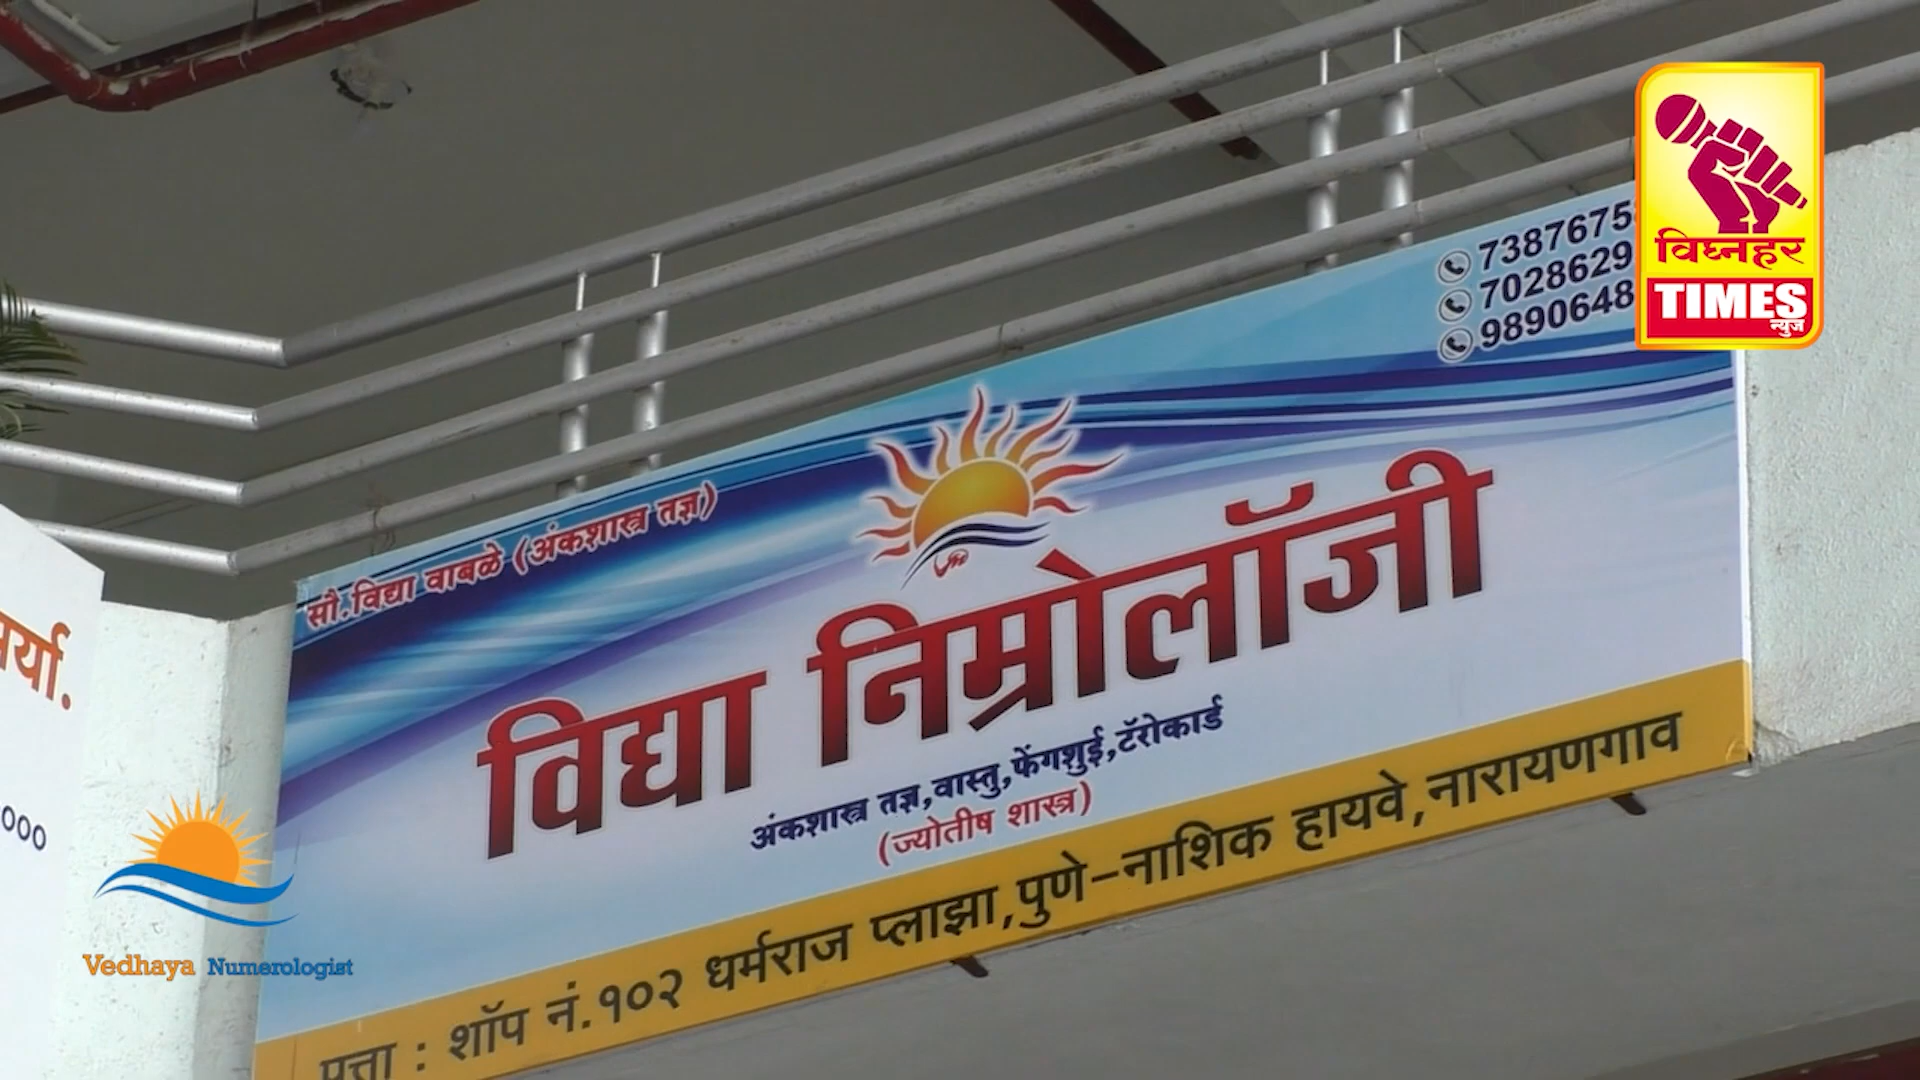 विघ्नहर
TIMES
न्युज
7387675
7028629
9890648
सौ.विद्या वाबळे (अंकशास्त्र तज्ञ)
विद्या निम्रोलॉजी
अंकशास्त्र तज्ञ,वास्तु,फेंगशुई,टॅरोकार्ड
(ज्योतीष शास्त्र)
पत्ता : शॉप नं.१०२ धर्मराज प्लाझा,पुणे-नाशिक हायवे,नारायणगाव
Vedhaya Numerologist